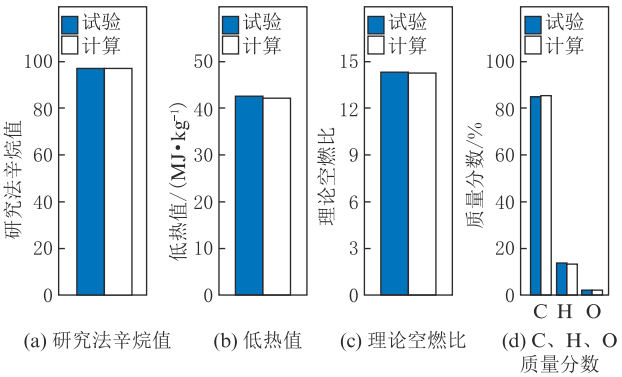 试验
计算
100
80
60
40
20
0
研究法辛烷值
(a) 研究法辛烷值
试验
计算
50
40
30
20
10
0
低热值/(MJ•kg⁻¹)
(b) 低热值
试验
计算
15
12
9
6
3
0
理论空燃比
(c) 理论空燃比
试验
计算
100
80
60
40
20
0
质量分数/%
C H O
(d) C、H、O
质量分数